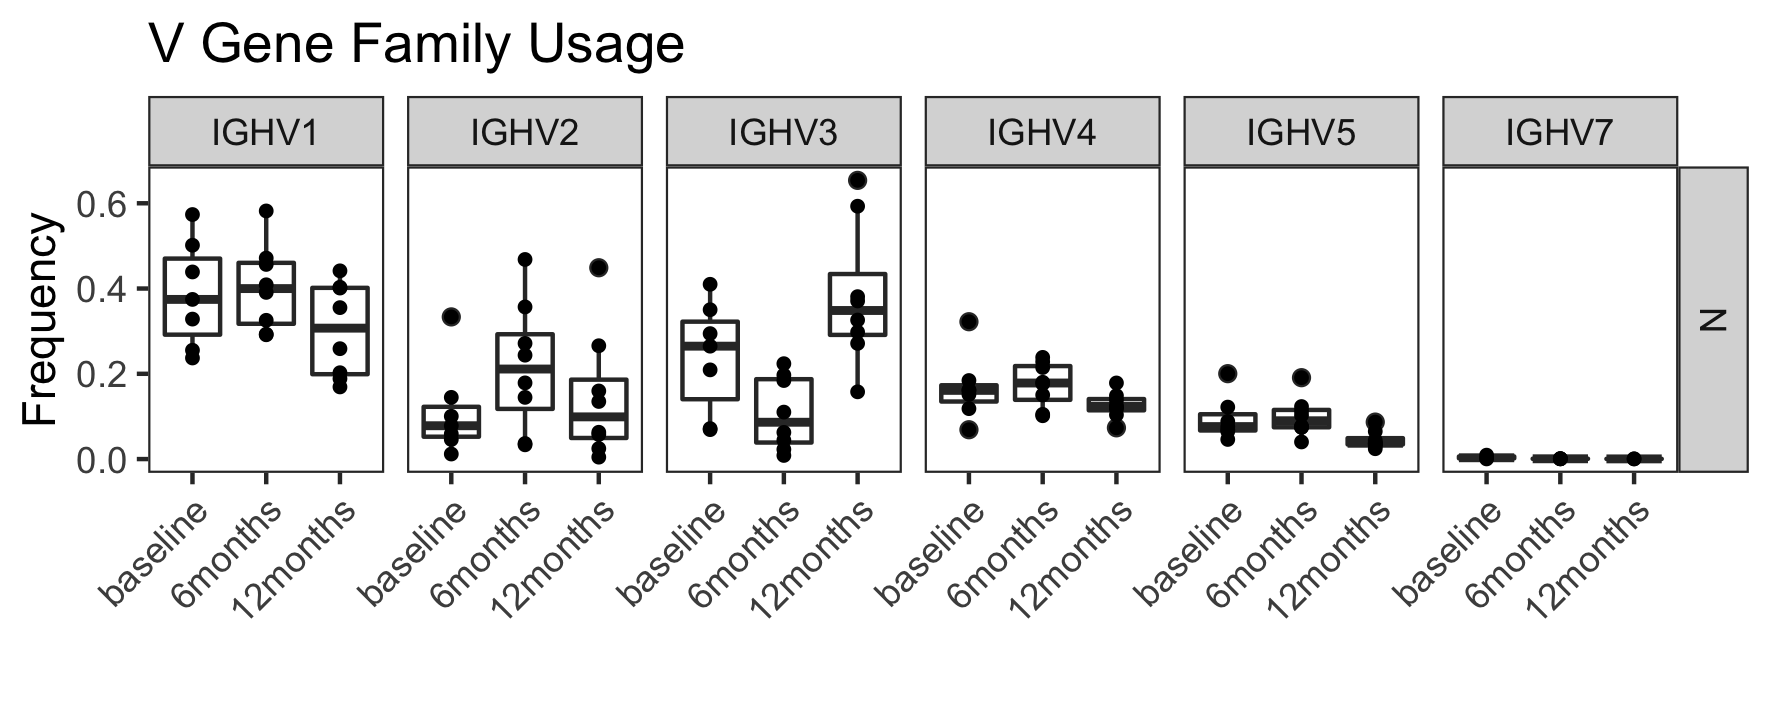 V Gene Family Usage
IGHV1 IGHV2 IGHV3 IGHV4 IGHV5 IGHV7
Frequency
0.6
0.4
0.2
0.0
N
baseline 6months 12months baseline 6months 12months baseline 6months 12months baseline 6months 12months baseline 6months 12months baseline 6months 12months